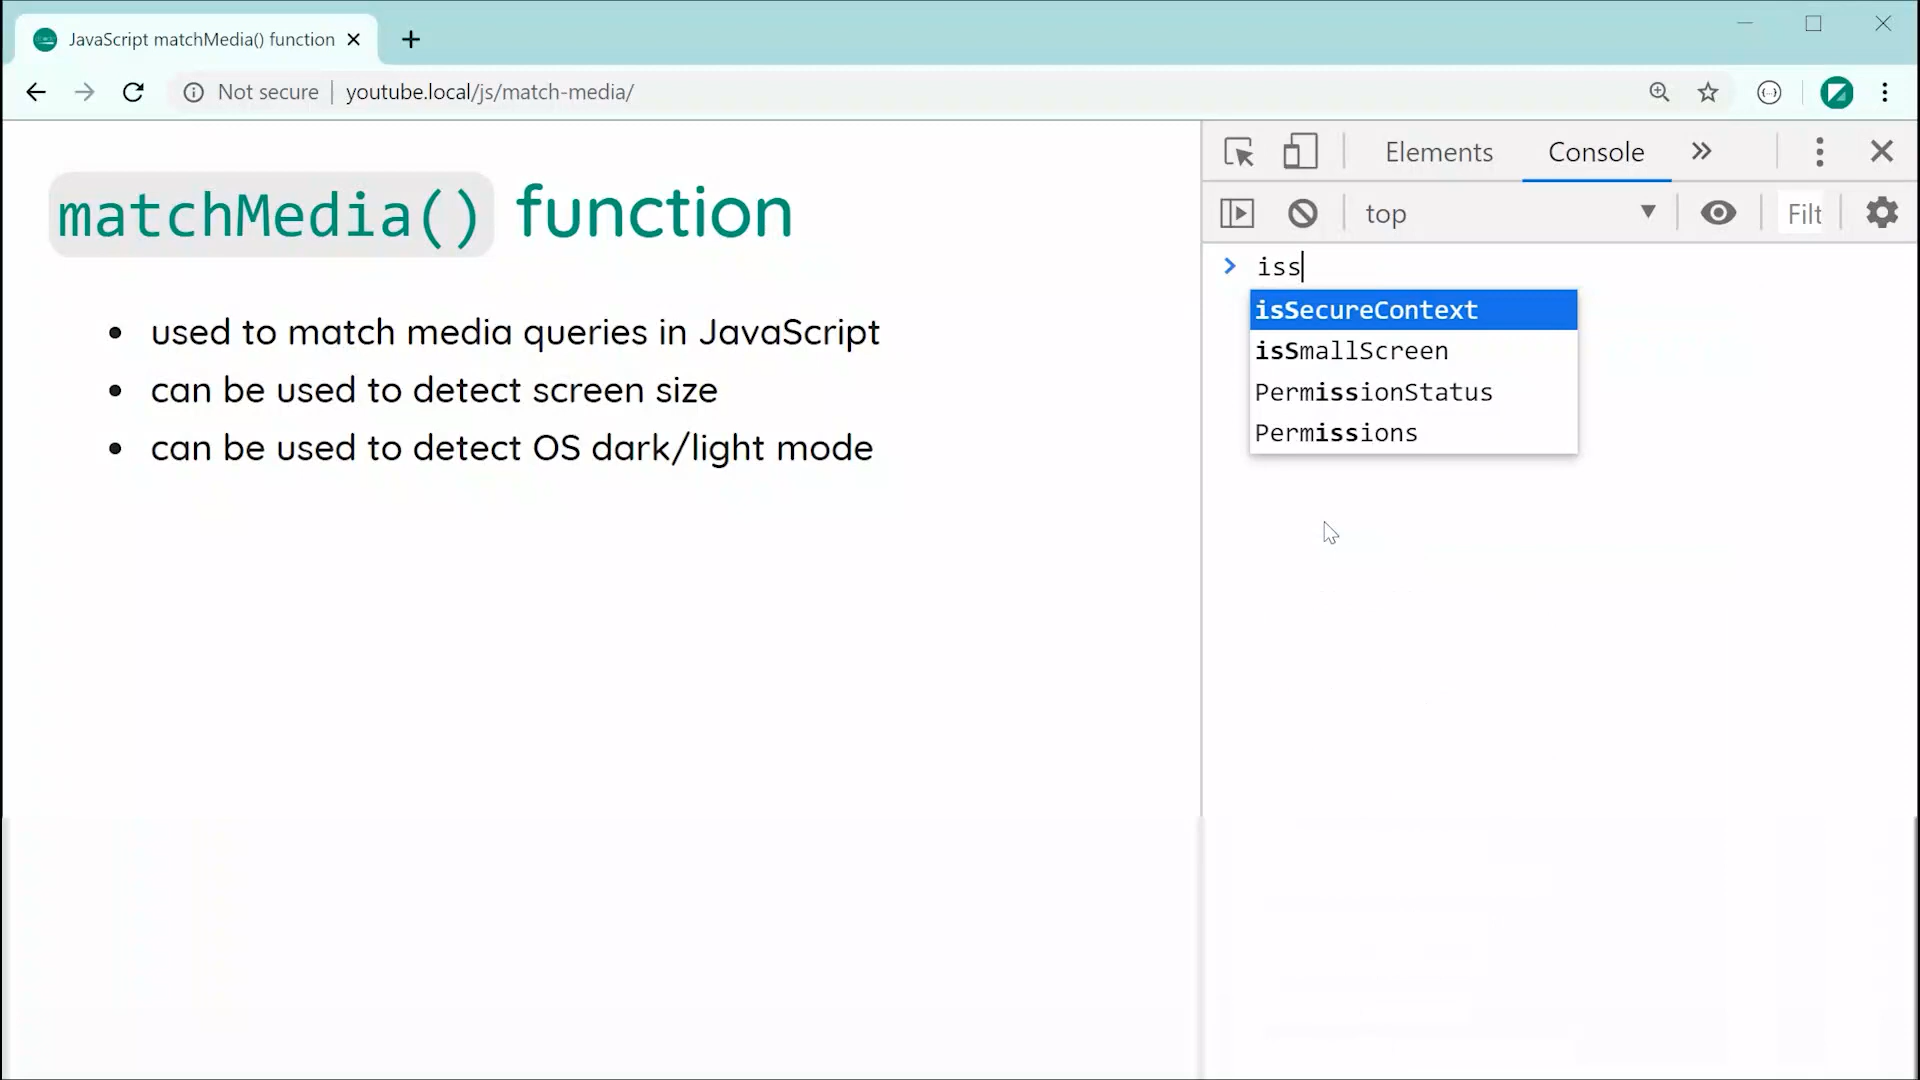 JavaScript matchMedia() function
Not secure | youtube.local/js/match-media/
matchMedia() function
• used to match media queries in JavaScript
• can be used to detect screen size
• can be used to detect OS dark/light mode
Elements Console »
top Filt
> iss
isSecureContext
isSmallScreen
PermissionStatus
Permissions